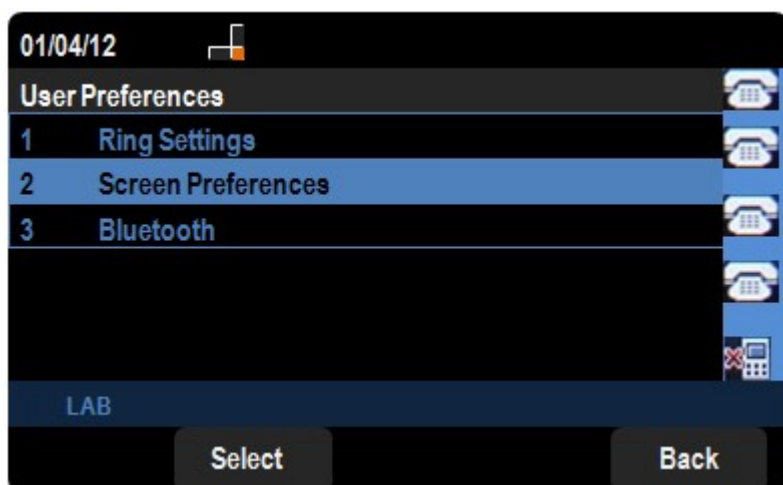 01/04/12
User Preferences
1 Ring Settings
2 Screen Preferences
3 Bluetooth
LAB
Select Back